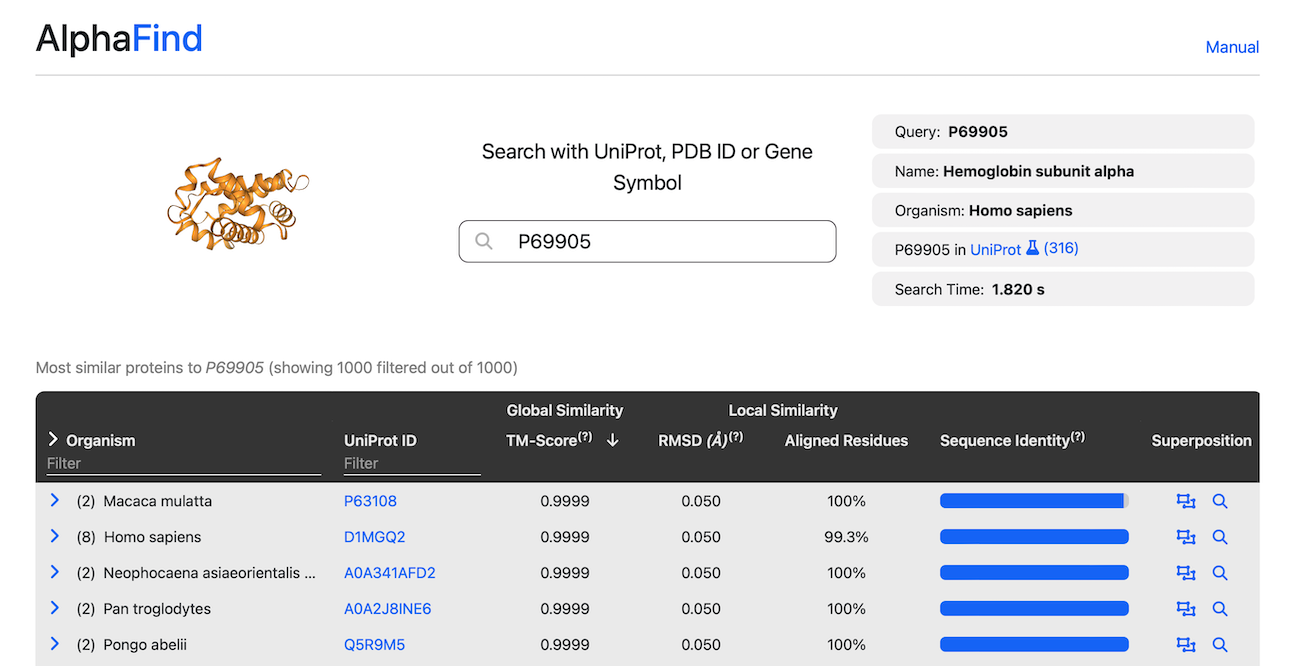 AlphaFind
Manual
Search with UniProt, PDB ID or Gene
Symbol
P69905
Query: P69905
Name: Hemoglobin subunit alpha
Organism: Homo sapiens
P69905 in UniProt (316)
Search Time: 1.820 s
Most similar proteins to P69905 (showing 1000 filtered out of 1000)
Global Similarity Local Similarity
Organism UniProt ID TM-Score(?) RMSD (Å)(?) Aligned Residues Sequence Identity(?) Superposition
Filter Filter
(2) Macaca mulatta P63108 0.9999 0.050 100%
(8) Homo sapiens D1MGQ2 0.9999 0.050 99.3%
(2) Neophocaena asiaeorientalis ... A0A341AFD2 0.9999 0.050 100%
(2) Pan troglodytes A0A2J8INE6 0.9999 0.050 100%
(2) Pongo abelii Q5R9M5 0.9999 0.050 100%